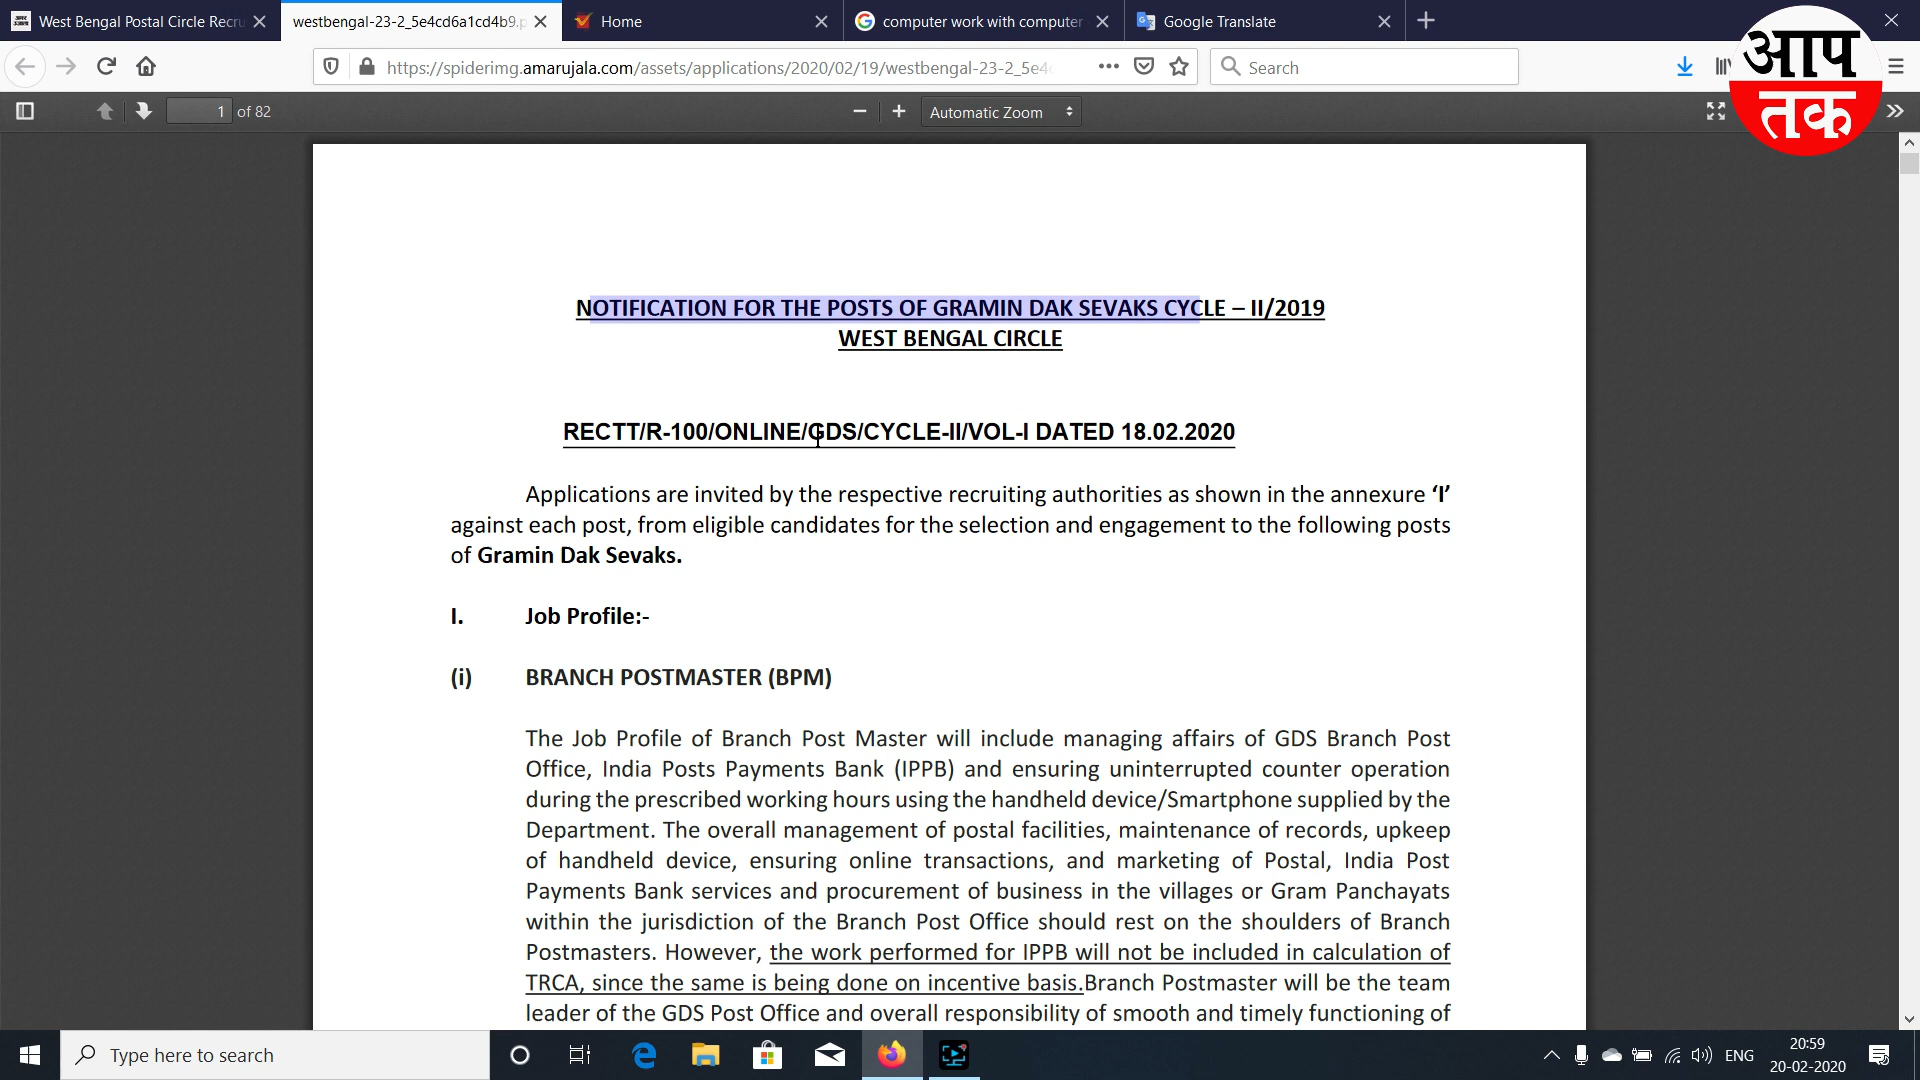 West Bengal Postal Circle Recru
westbengal-23-2_5e4cd6a1cd4b9.p
Home
computer work with computer
Google Translate
https://spiderimg.amarujala.com/assets/applications/2020/02/19/westbengal-23-2_5e4c
Search
आप
तक
1 of 82
Automatic Zoom
NOTIFICATION FOR THE POSTS OF GRAMIN DAK SEVAKS CYCLE – II/2019
WEST BENGAL CIRCLE
RECTT/R-100/ONLINE/GDS/CYCLE-II/VOL-I DATED 18.02.2020
Applications are invited by the respective recruiting authorities as shown in the annexure ‘I’
against each post, from eligible candidates for the selection and engagement to the following posts
of Gramin Dak Sevaks.
I. Job Profile:-
(i) BRANCH POSTMASTER (BPM)
The Job Profile of Branch Post Master will include managing affairs of GDS Branch Post
Office, India Posts Payments Bank (IPPB) and ensuring uninterrupted counter operation
during the prescribed working hours using the handheld device/Smartphone supplied by the
Department. The overall management of postal facilities, maintenance of records, upkeep
of handheld device, ensuring online transactions, and marketing of Postal, India Post
Payments Bank services and procurement of business in the villages or Gram Panchayats
within the jurisdiction of the Branch Post Office should rest on the shoulders of Branch
Postmasters. However, the work performed for IPPB will not be included in calculation of
TRCA, since the same is being done on incentive basis.Branch Postmaster will be the team
leader of the GDS Post Office and overall responsibility of smooth and timely functioning of
Type here to search
ENG
20:59
20-02-2020